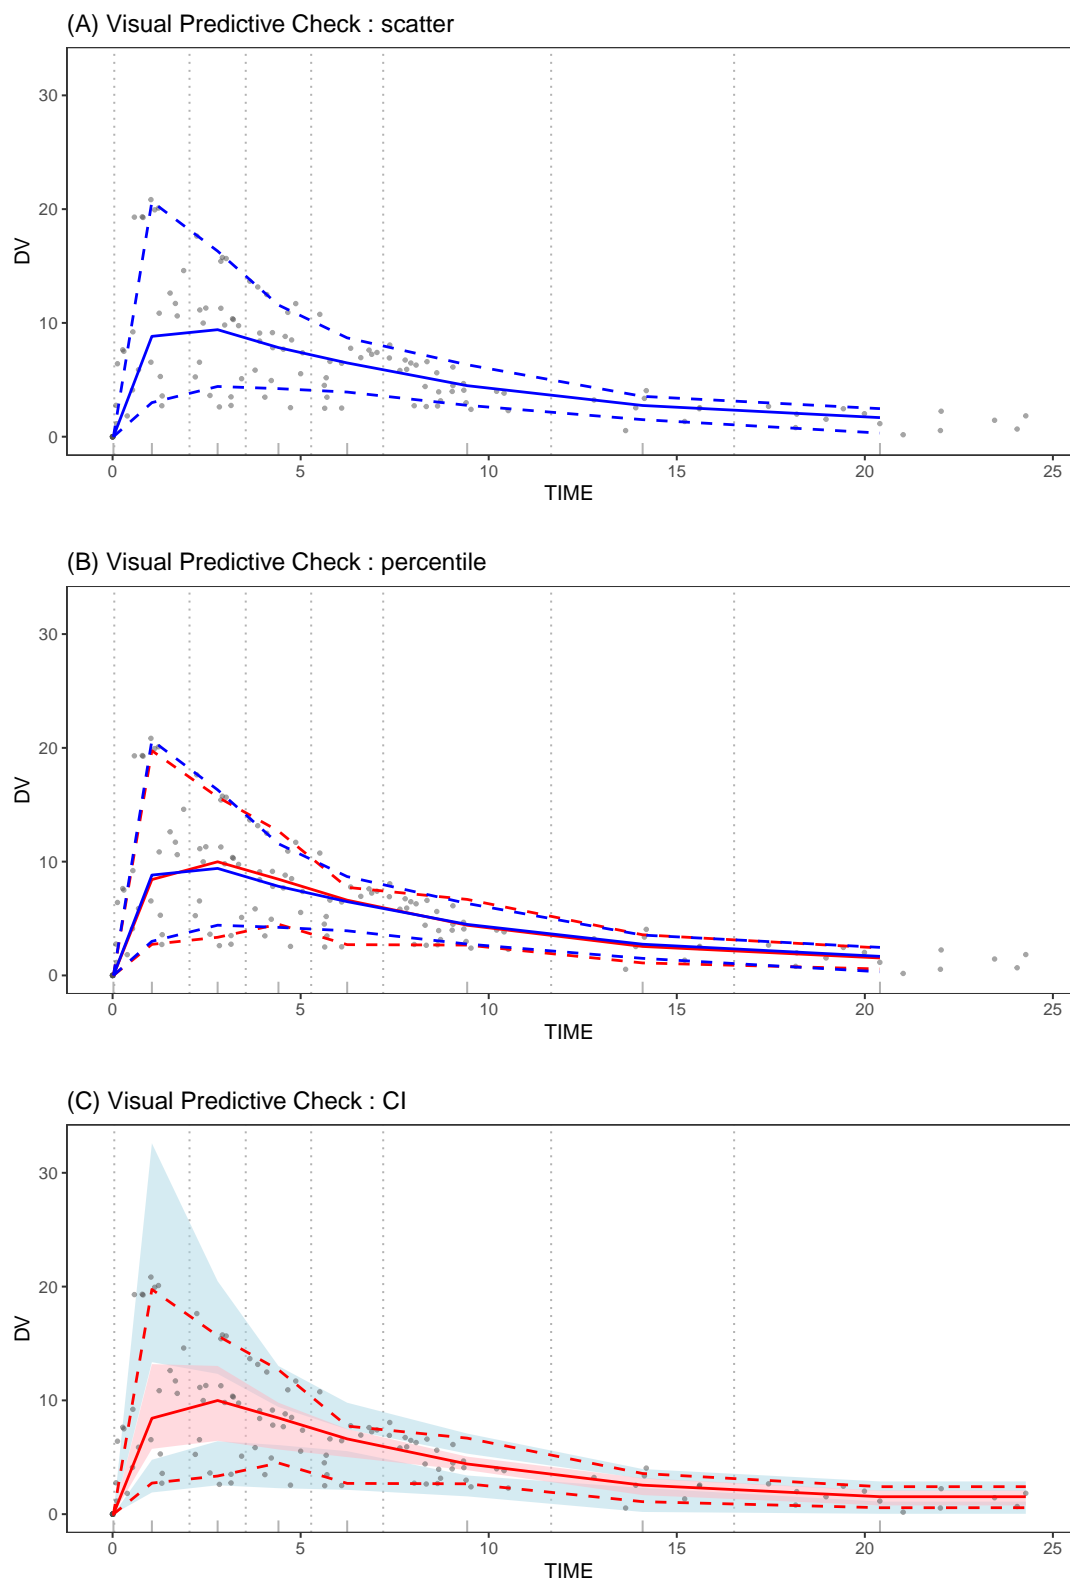 (A) Visual Predictive Check : scatter
30
20
10
0
DV
0 5 10 15 20 25
TIME
(B) Visual Predictive Check : percentile
30
20
10
0
DV
0 5 10 15 20 25
TIME
(C) Visual Predictive Check : CI
30
20
10
0
DV
0 5 10 15 20 25
TIME